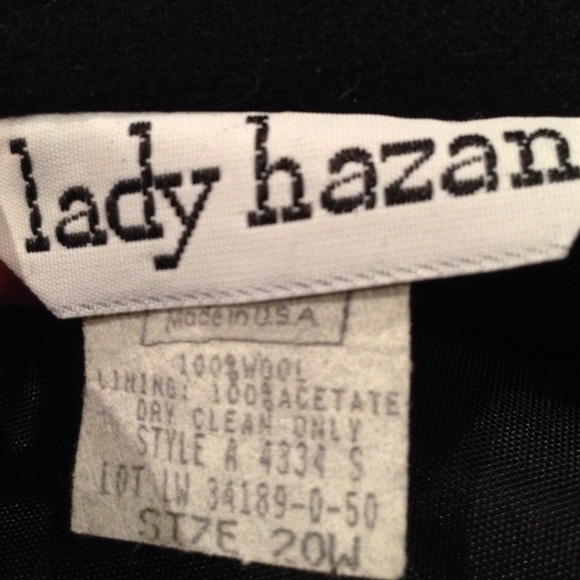 lady hazan
Made in U.S.A
100%WOOL
LINING: 100%ACETATE
DRY CLEAN ONLY
STYLE A 4334 S
LOT LW 34189-0-50
SIZE 20W